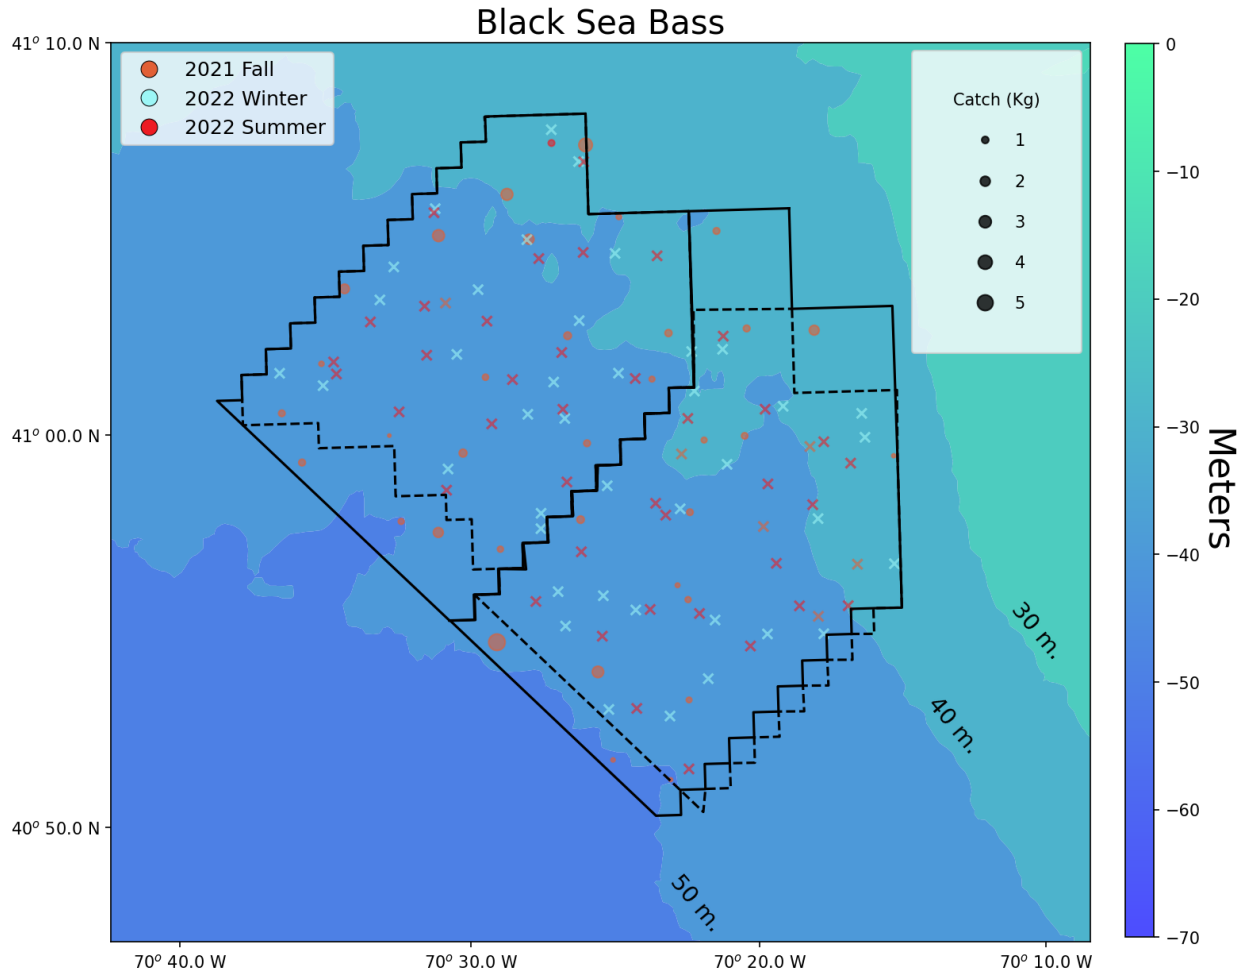 Black Sea Bass
41° 10.0 N
41° 00.0 N
40° 50.0 N
2021 Fall
2022 Winter
2022 Summer
Catch (Kg)
1
2
3
4
5
30 m.
40 m.
50 m.
70° 40.0 W
70° 30.0 W
70° 20.0 W
70° 10.0 W
0
−10
−20
−30
−40
−50
−60
−70
Meters